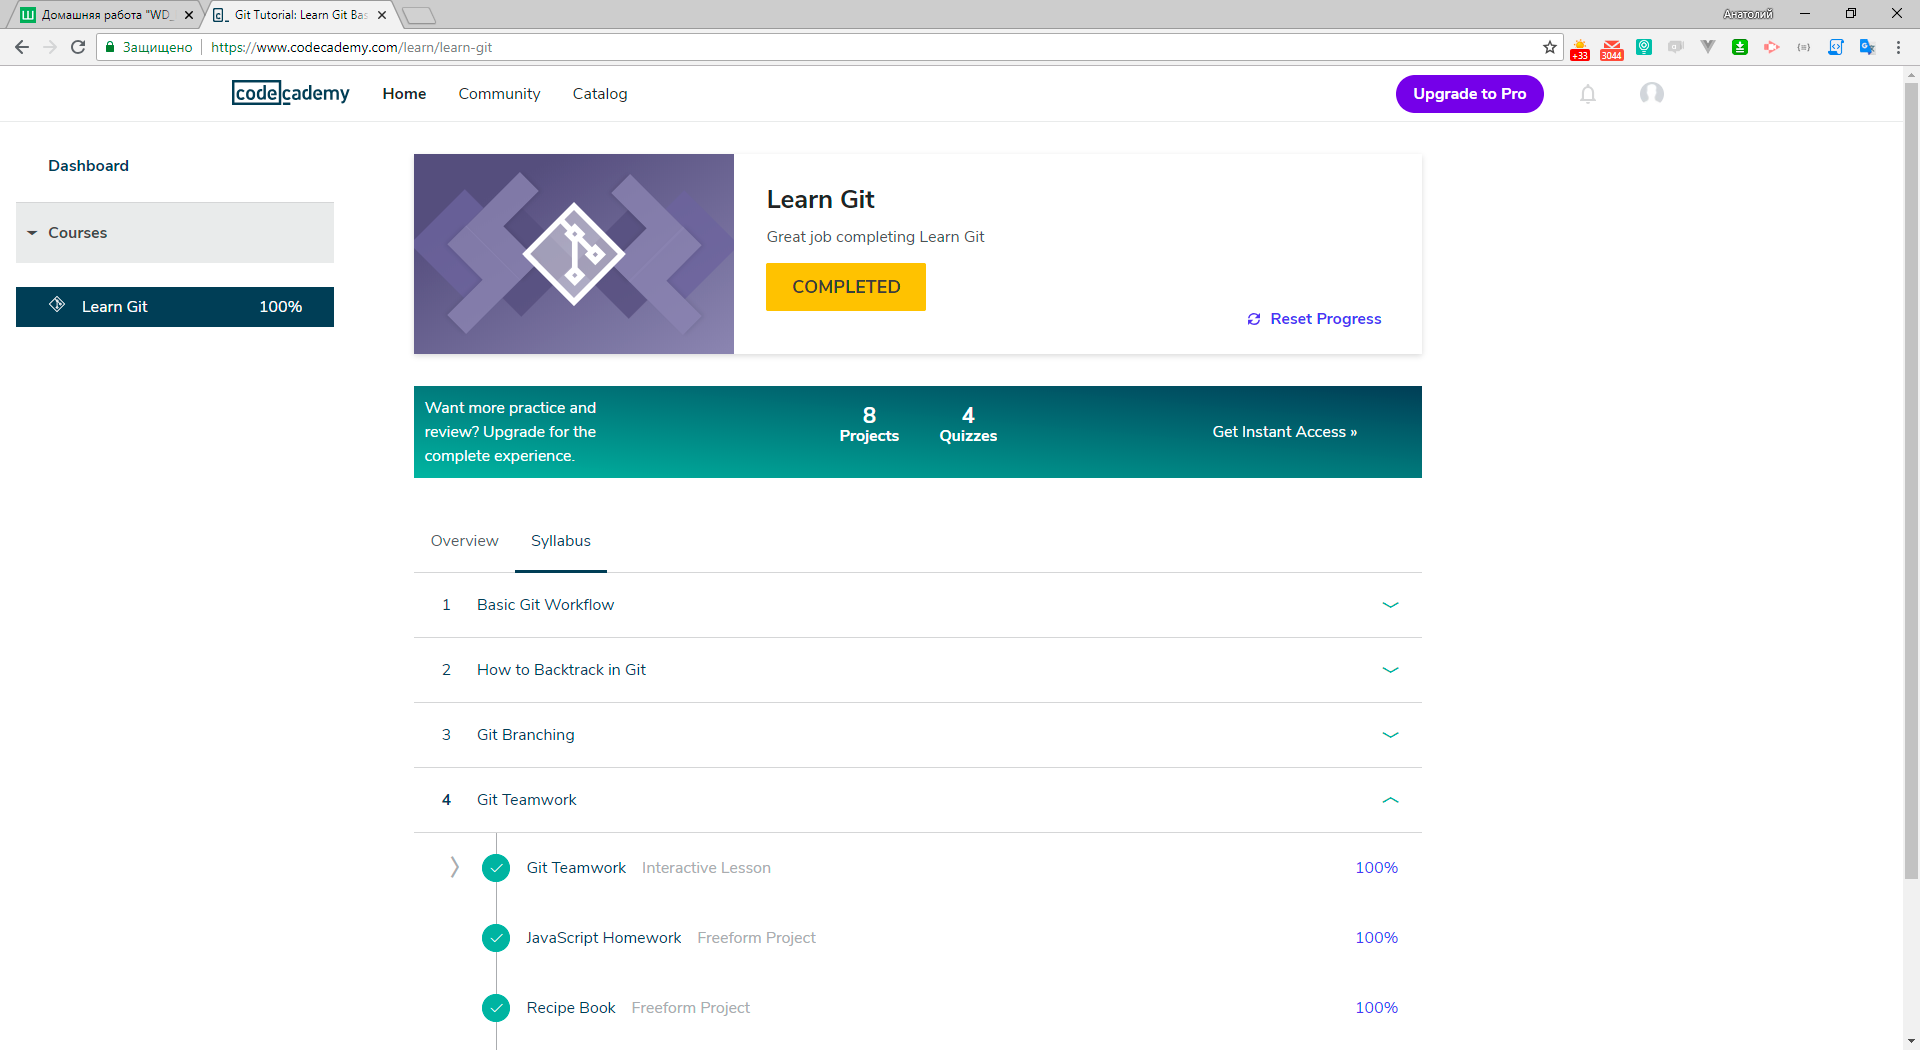 Домашняя работа "WD_
Git Tutorial: Learn Git Bas
Анатолий
Защищено
https://www.codecademy.com/learn/learn-git
+33
3044
codecademy
Home
Community
Catalog
Upgrade to Pro
Dashboard
Courses
Learn Git
100%
Learn Git
Great job completing Learn Git
COMPLETED
Reset Progress
Want more practice and
review? Upgrade for the
complete experience.
8
Projects
4
Quizzes
Get Instant Access »
Overview
Syllabus
1 Basic Git Workflow
2 How to Backtrack in Git
3 Git Branching
4 Git Teamwork
Git Teamwork Interactive Lesson 100%
JavaScript Homework Freeform Project 100%
Recipe Book Freeform Project 100%